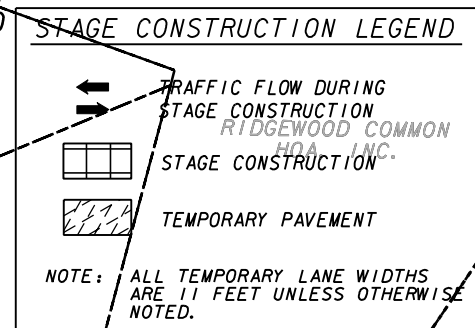 STAGE CONSTRUCTION LEGEND
TRAFFIC FLOW DURING
STAGE CONSTRUCTION
RIDGEWOOD COMMON
HOA, INC.
STAGE CONSTRUCTION
TEMPORARY PAVEMENT
NOTE: ALL TEMPORARY LANE WIDTHS
ARE 11 FEET UNLESS OTHERWISE
NOTED.